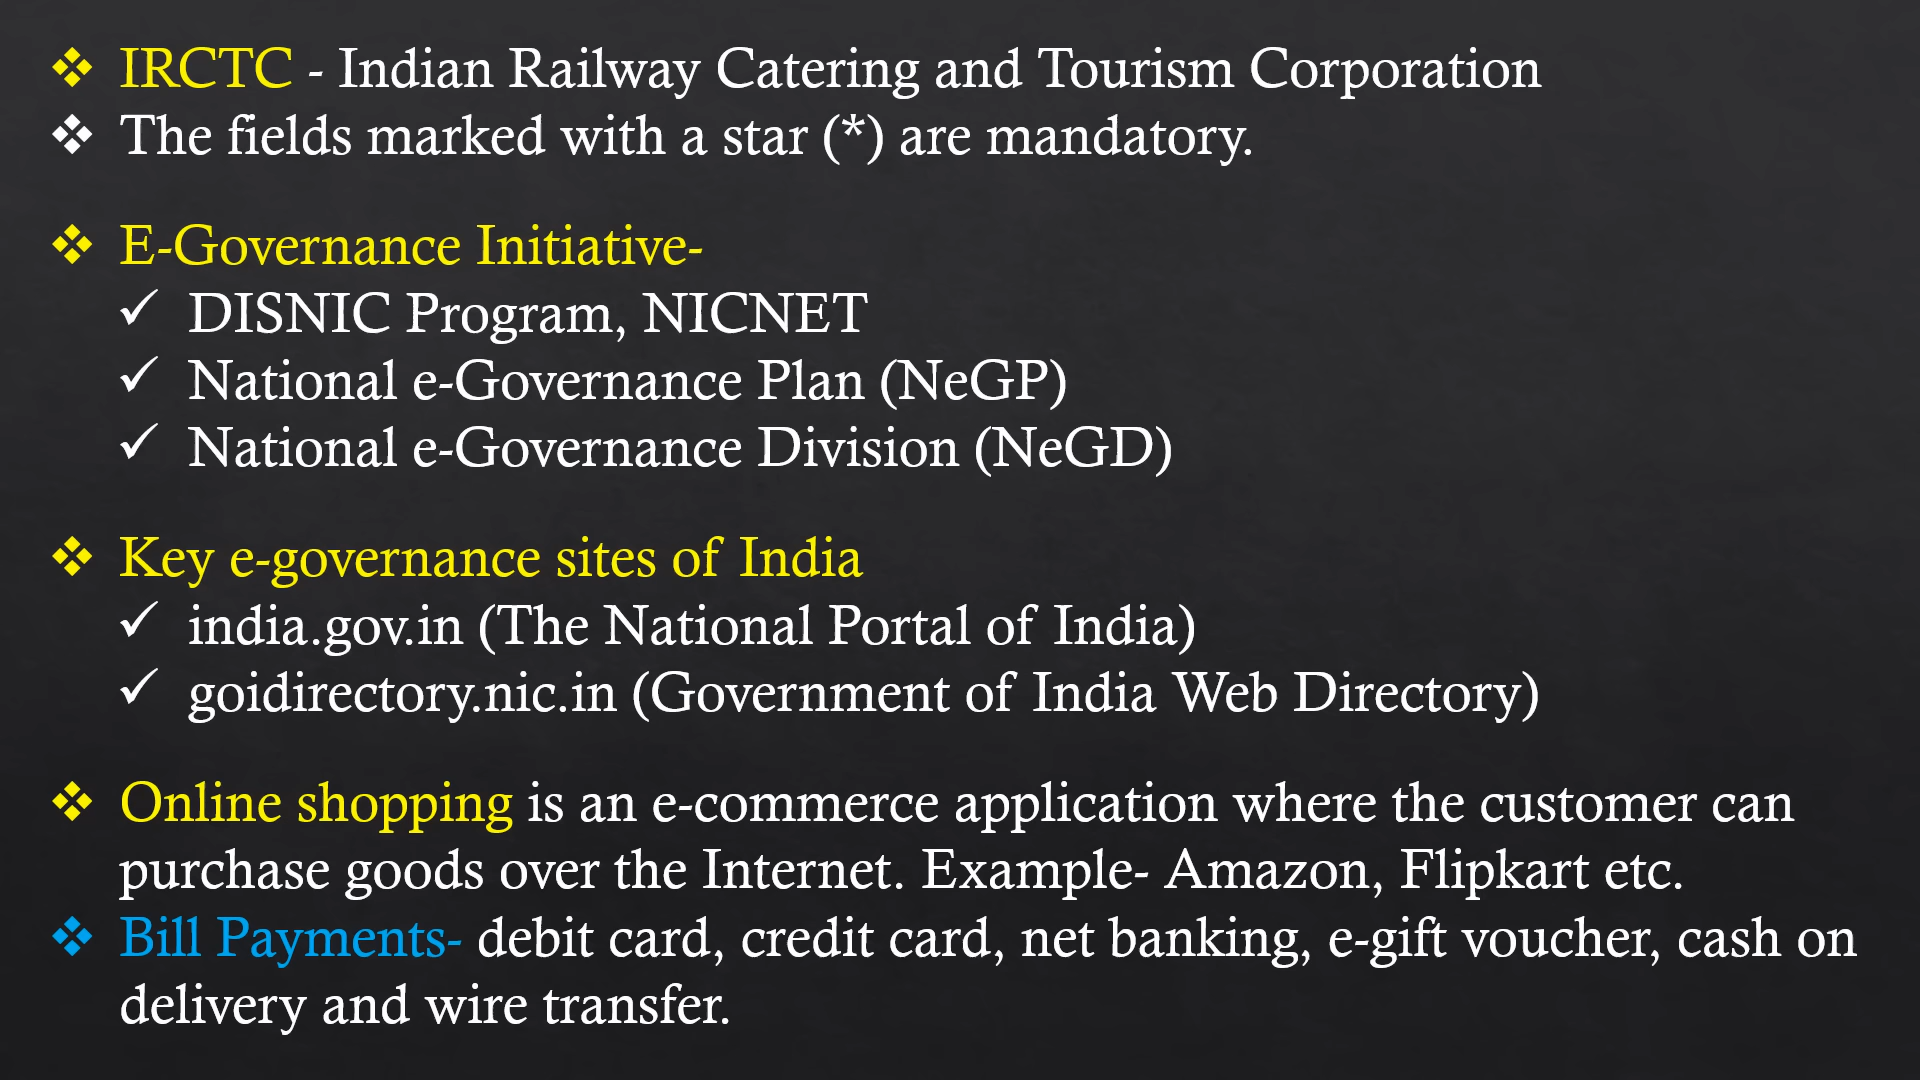 ❖ IRCTC - Indian Railway Catering and Tourism Corporation
❖ The fields marked with a star (*) are mandatory.
❖ E-Governance Initiative-
✓ DISNIC Program, NICNET
✓ National e-Governance Plan (NeGP)
✓ National e-Governance Division (NeGD)
❖ Key e-governance sites of India
✓ india.gov.in (The National Portal of India)
✓ goidirectory.nic.in (Government of India Web Directory)
❖ Online shopping is an e-commerce application where the customer can
purchase goods over the Internet. Example- Amazon, Flipkart etc.
❖ Bill Payments- debit card, credit card, net banking, e-gift voucher, cash on
delivery and wire transfer.